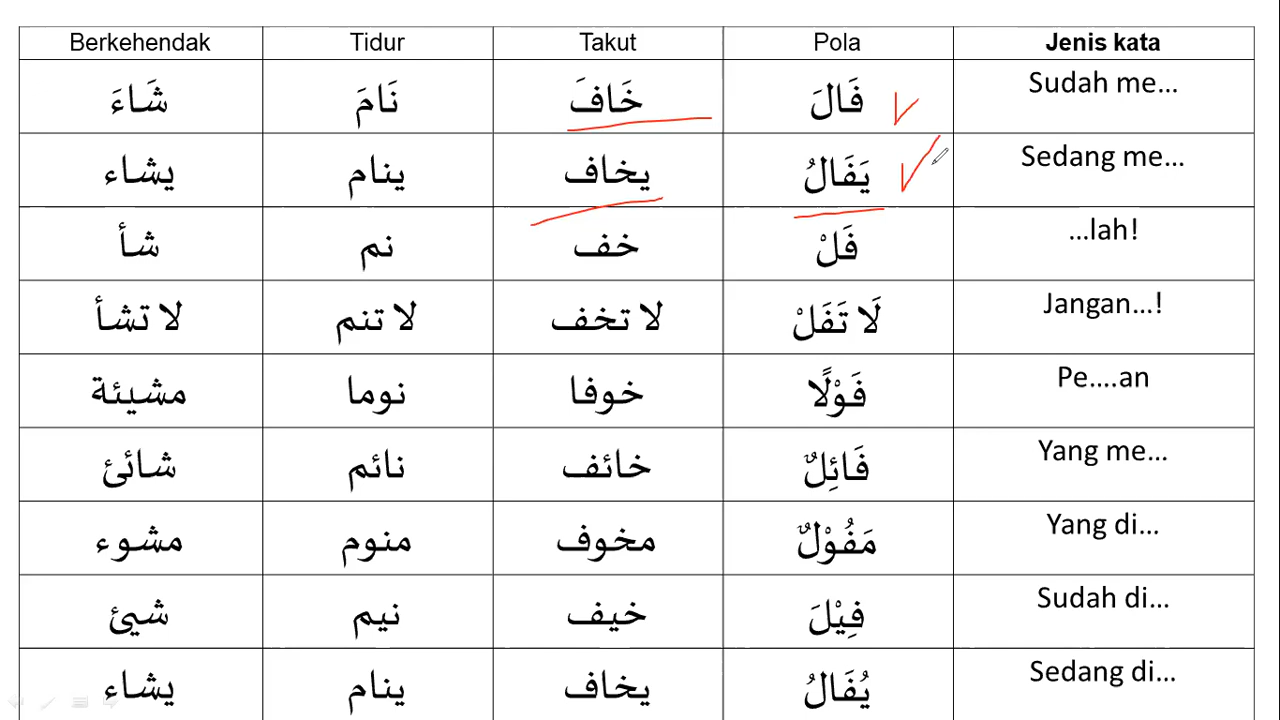 Berkehendak Tidur Takut Pola Jenis kata
شَاءَ نَامَ خَافَ فَالَ Sudah me...
يشاء ينام يخاف يَفَالُ Sedang me...
شأ نم خف فَلْ ...lah!
لا تشأ لا تنم لا تخف لَا تَفَلْ Jangan...!
مشيئة نوما خوفا فَوْلًا Pe....an
شائئ نائم خائف فَائِلٌ Yang me...
مشوء منوم مخوف مَفُوْلٌ Yang di...
شيئ نيم خيف فِيْلَ Sudah di...
يشاء ينام يخاف يُفَالُ Sedang di...